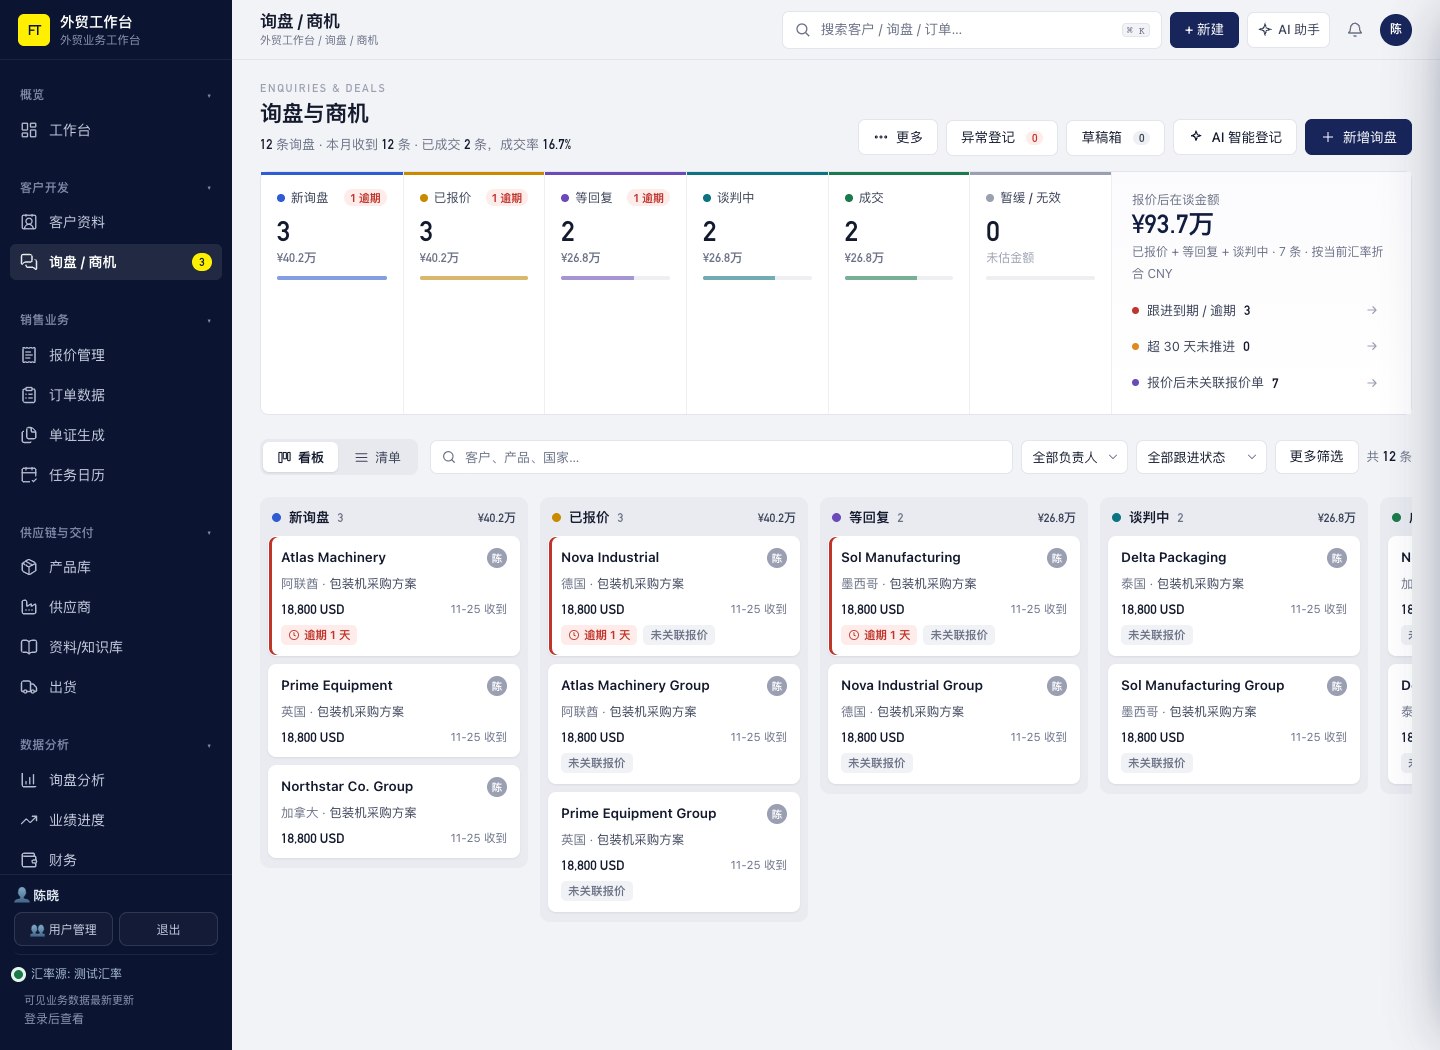 FT
外贸工作台
外贸业务工作台
概览
工作台
客户开发
客户资料
询盘 / 商机
3
销售业务
报价管理
订单数据
单证生成
任务日历
供应链与交付
产品库
供应商
资料/知识库
出货
数据分析
询盘分析
业绩进度
财务
陈晓
用户管理
退出
汇率源: 测试汇率
可见业务数据最新更新
登录后查看
询盘 / 商机
外贸工作台 / 询盘 / 商机
搜索客户 / 询盘 / 订单...
⌘ K
+ 新建
AI 助手
陈
ENQUIRIES & DEALS
询盘与商机
12 条询盘 · 本月收到 12 条 · 已成交 2 条，成交率 16.7%
更多
异常登记 0
草稿箱 0
AI 智能登记
新增询盘
新询盘 1 逾期
3
¥40.2万
已报价 1 逾期
3
¥40.2万
等回复 1 逾期
2
¥26.8万
谈判中
2
¥26.8万
成交
2
¥26.8万
暂缓 / 无效
0
未估金额
报价后在谈金额
¥93.7万
已报价 + 等回复 + 谈判中 · 7 条 · 按当前汇率折
合 CNY
跟进到期 / 逾期 3
超 30 天未推进 0
报价后未关联报价单 7
看板
清单
客户、产品、国家...
全部负责人
全部跟进状态
更多筛选
共 12 条
新询盘 3 ¥40.2万
Atlas Machinery 陈
阿联酋 · 包装机采购方案
18,800 USD 11-25 收到
逾期 1 天
Prime Equipment 陈
英国 · 包装机采购方案
18,800 USD 11-25 收到
Northstar Co. Group 陈
加拿大 · 包装机采购方案
18,800 USD 11-25 收到
已报价 3 ¥40.2万
Nova Industrial 陈
德国 · 包装机采购方案
18,800 USD 11-25 收到
逾期 1 天 未关联报价
Atlas Machinery Group 陈
阿联酋 · 包装机采购方案
18,800 USD 11-25 收到
未关联报价
Prime Equipment Group 陈
英国 · 包装机采购方案
18,800 USD 11-25 收到
未关联报价
等回复 2 ¥26.8万
Sol Manufacturing 陈
墨西哥 · 包装机采购方案
18,800 USD 11-25 收到
逾期 1 天 未关联报价
Nova Industrial Group 陈
德国 · 包装机采购方案
18,800 USD 11-25 收到
未关联报价
谈判中 2 ¥26.8万
Delta Packaging 陈
泰国 · 包装机采购方案
18,800 USD 11-25 收到
未关联报价
Sol Manufacturing Group 陈
墨西哥 · 包装机采购方案
18,800 USD 11-25 收到
未关联报价